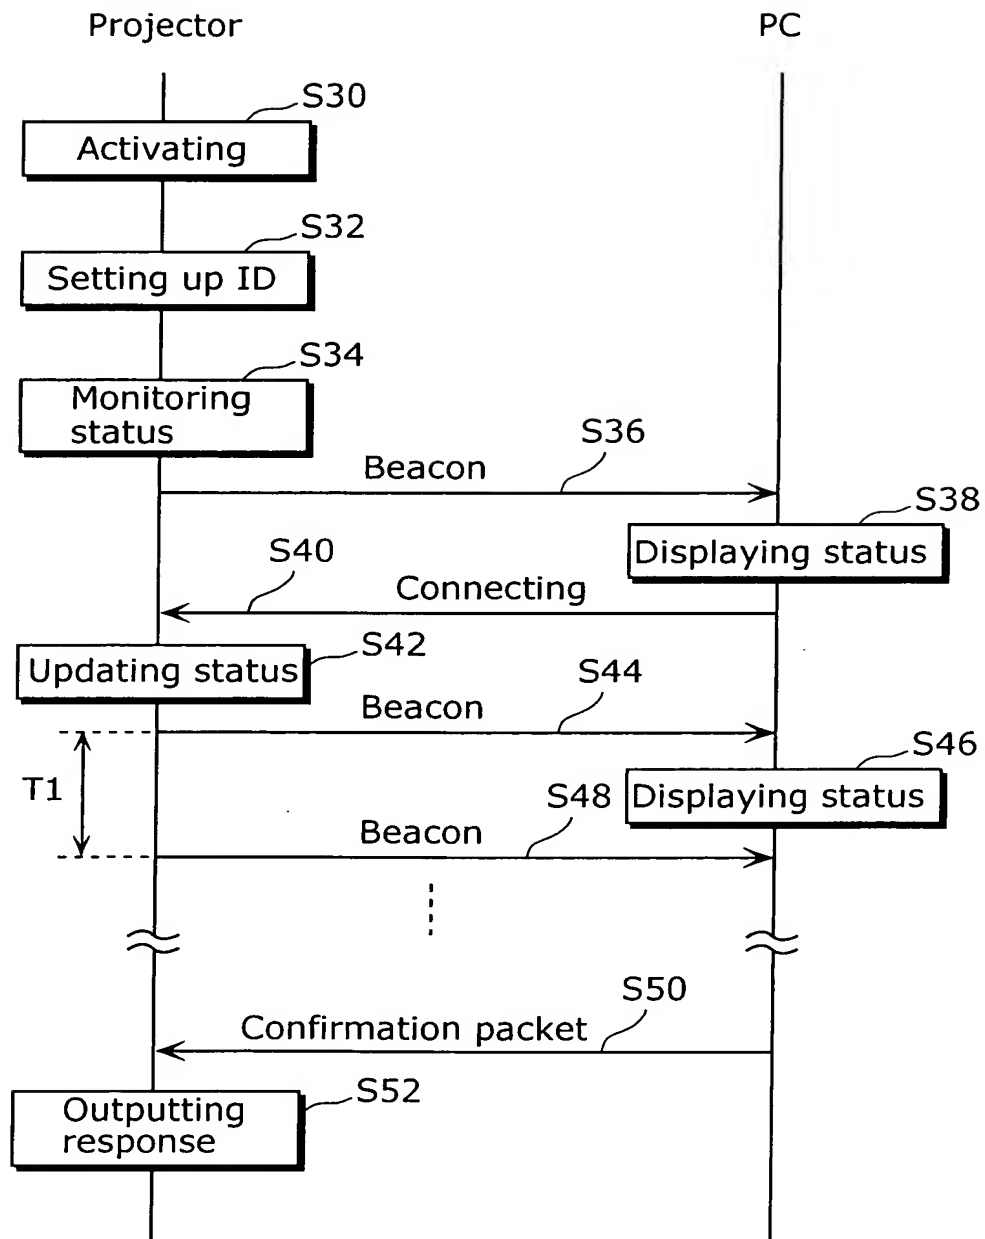 Projector
PC
S30
Activating
S32
Setting up ID
S34
Monitoring
status
S36
Beacon
S38
Displaying status
S40
Connecting
S42
Updating status
S44
Beacon
S46
T1
Displaying status
S48
Beacon
S50
Confirmation packet
S52
Outputting
response